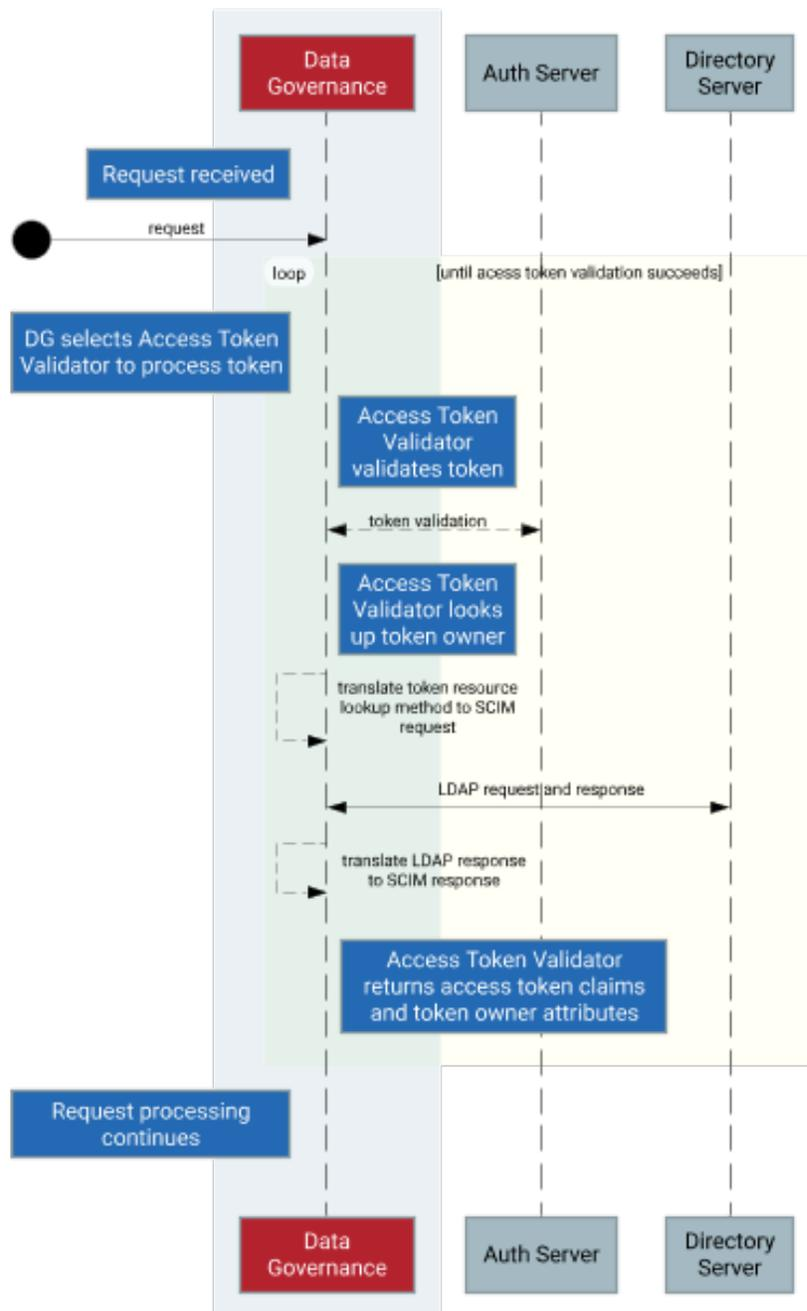 Data
Governance
Auth Server
Directory
Server
Request received
request
loop
[until acess token validation succeeds]
DG selects Access Token
Validator to process token
Access Token
Validator
validates token
token validation
Access Token
Validator looks
up token owner
translate token resource
lookup method to SCIM
request
LDAP request and response
translate LDAP response
to SCIM response
Access Token Validator
returns access token claims
and token owner attributes
Request processing
continues
Data
Governance
Auth Server
Directory
Server